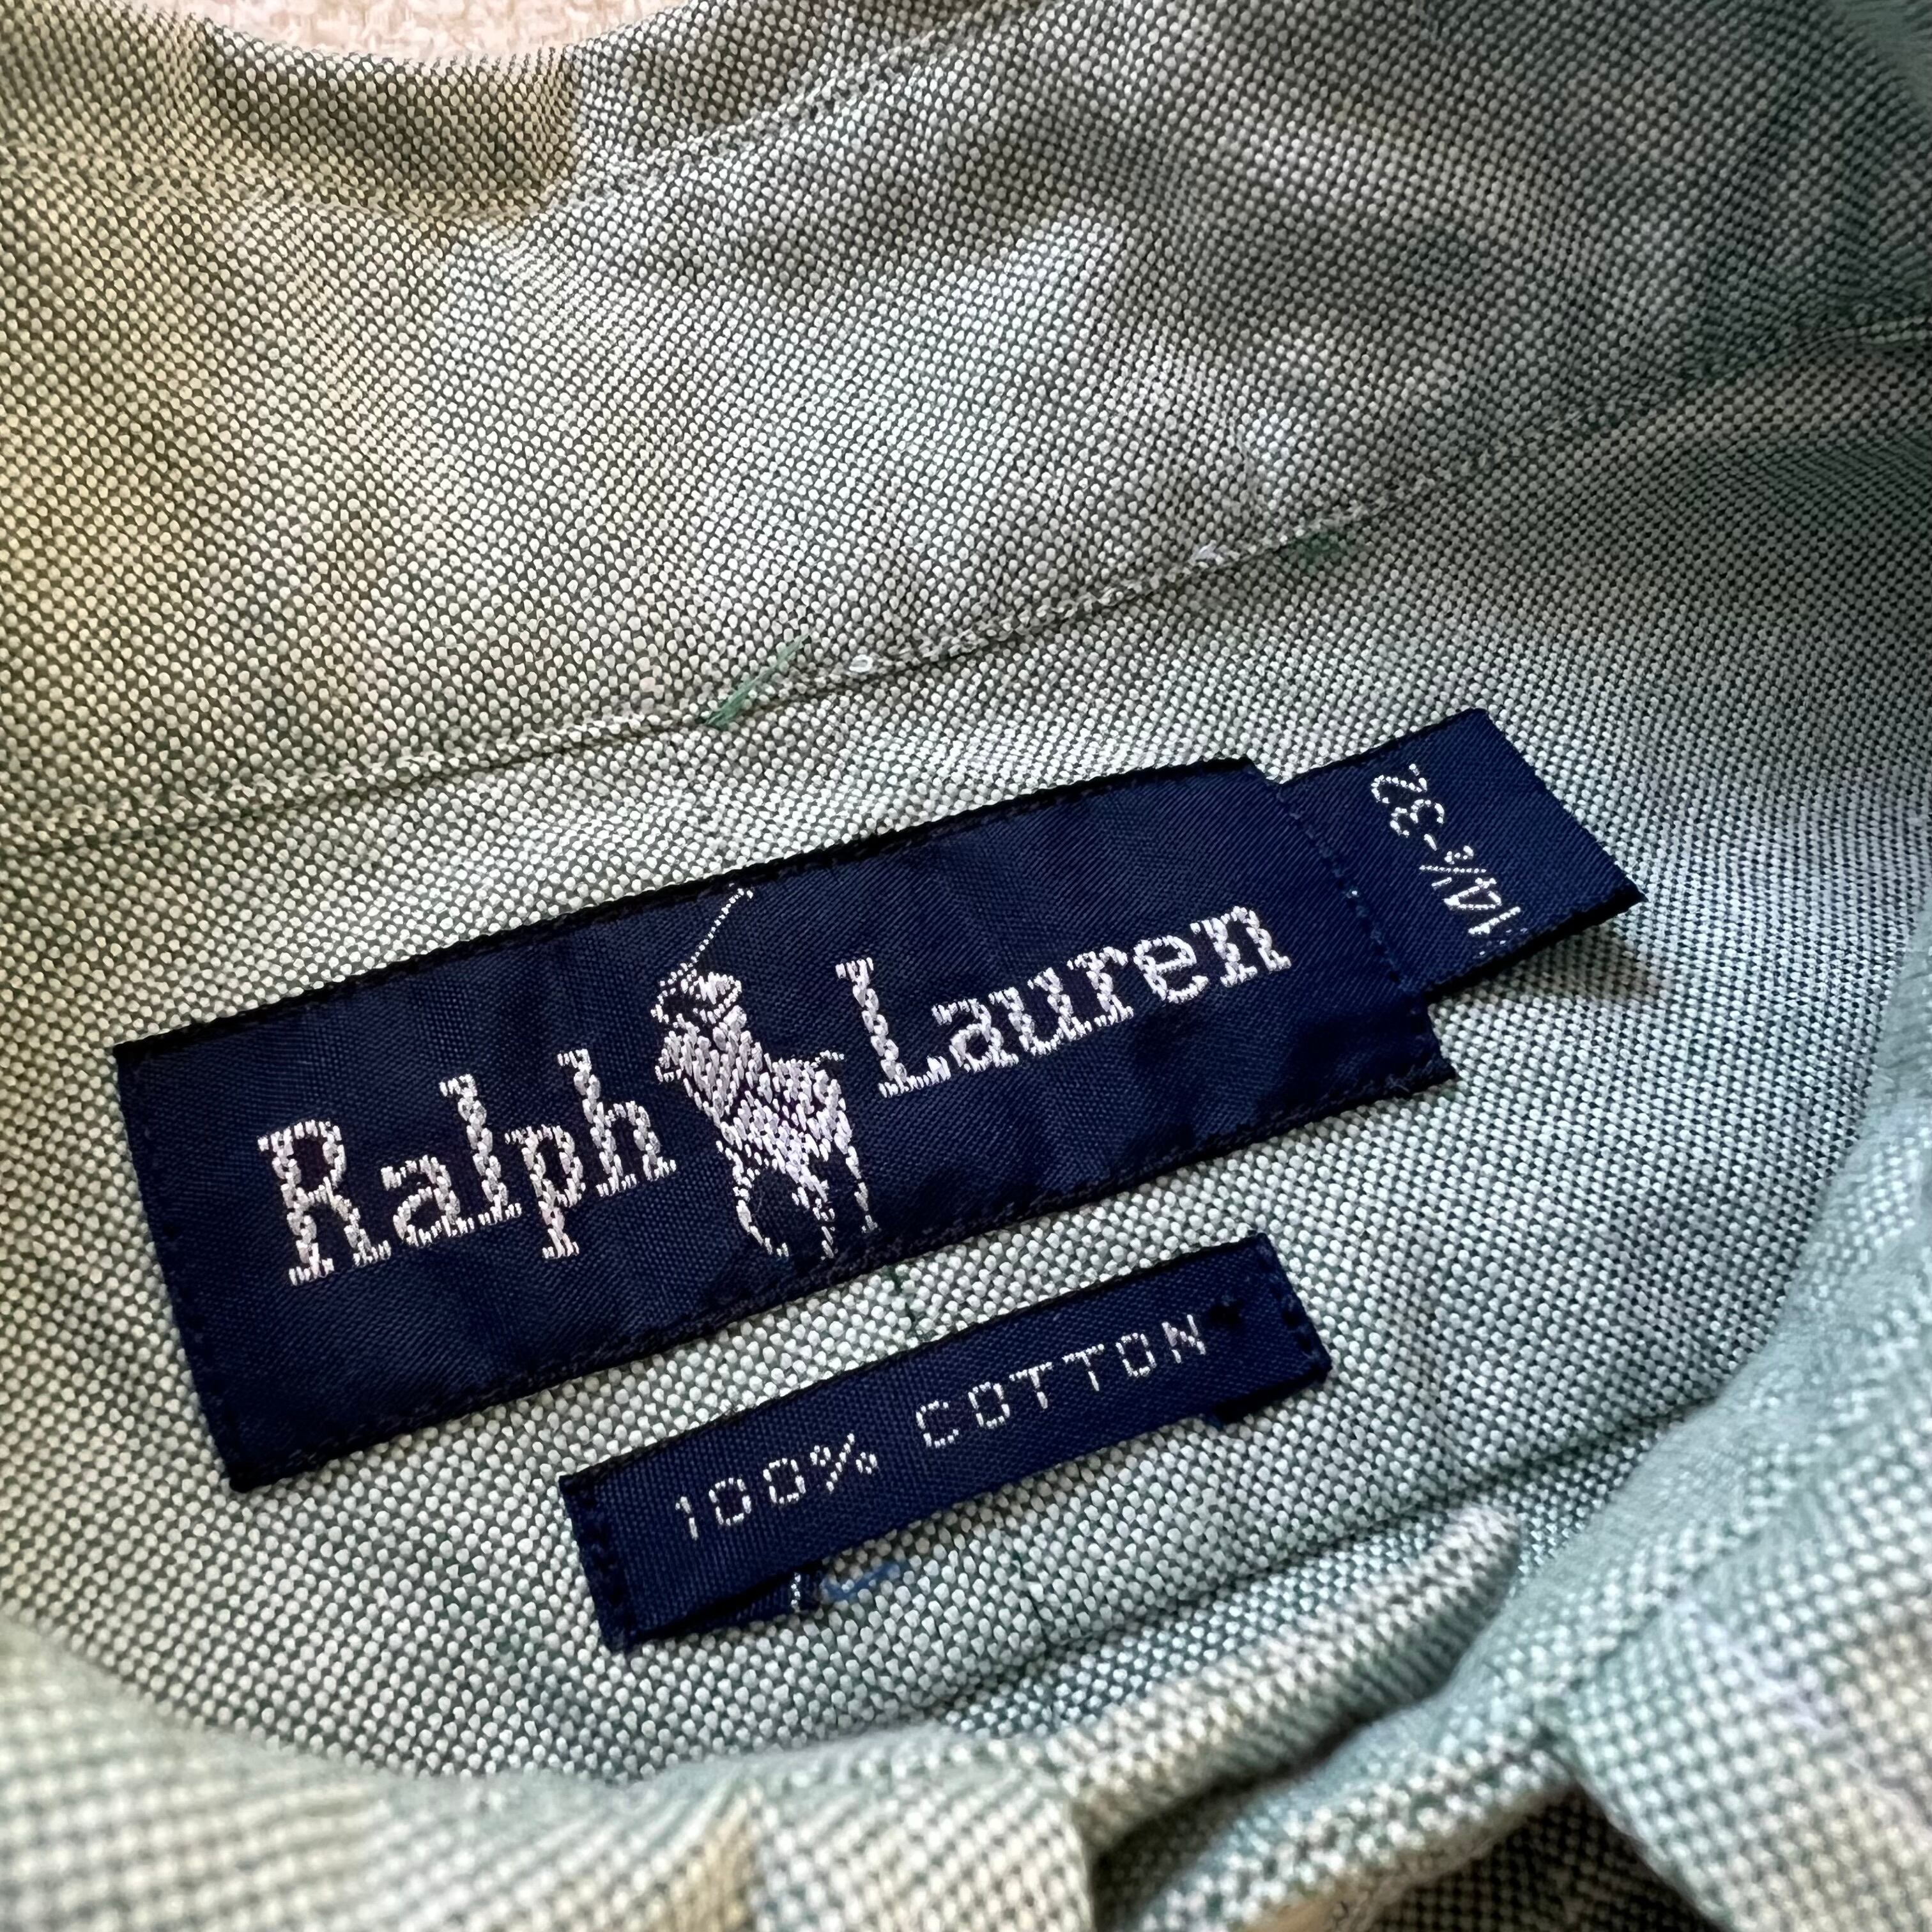 Ralph Lauren
14½-32
100% COTTON